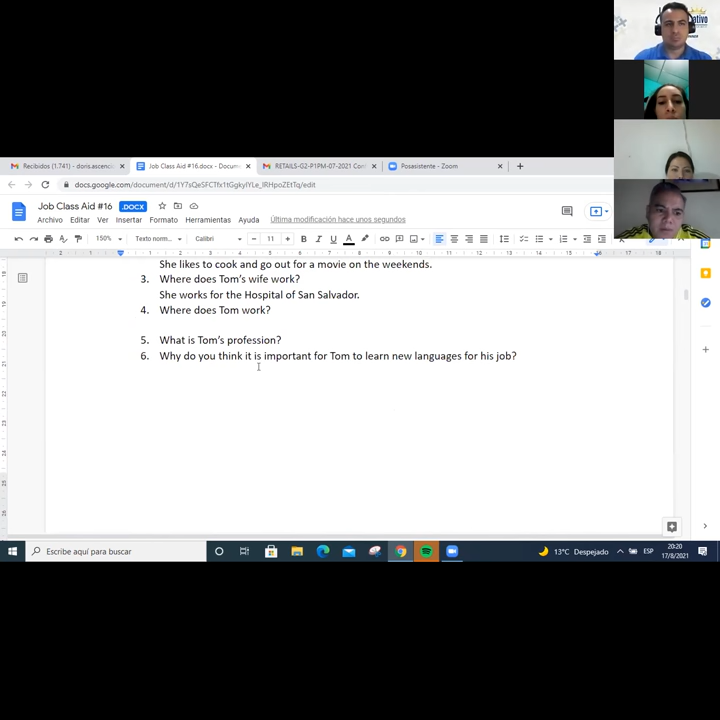 ativo
Recibidos (1.741) - doris.ascenci
Job Class Aid #16.docx - Docum
RETAILS-G2-P1PM-07-2021 Con
Posasistente - Zoom
docs.google.com/document/d/1Y7sQeSFCTfx1tGgkyIYLe_IRHpoZEtTq/edit
Job Class Aid #16
.DOCX
Archivo Editar Ver Insertar Formato Herramientas Ayuda Última modificación hace unos segundos
150% Texto norm... Calibri 11
She likes to cook and go out for a movie on the weekends.
3. Where does Tom's wife work?
She works for the Hospital of San Salvador.
4. Where does Tom work?
5. What is Tom's profession?
6. Why do you think it is important for Tom to learn new languages for his job?
Escribe aquí para buscar
13°C Despejado
ESP
20:20
17/8/2021